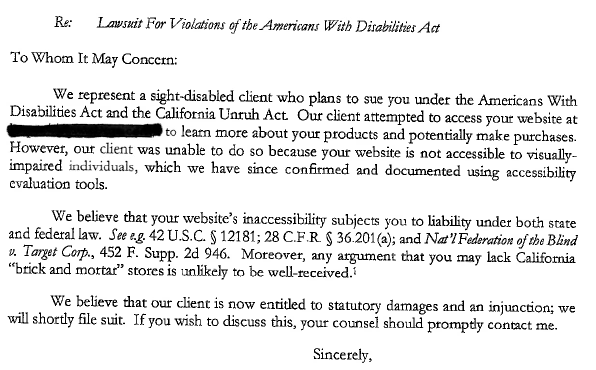 Re: Lawsuit For Violations of the Americans With Disabilities Act
To Whom It May Concern:
We represent a sight-disabled client who plans to sue you under the Americans With
Disabilities Act and the California Unruh Act. Our client attempted to access your website at
to learn more about your products and potentially make purchases.
However, our client was unable to do so because your website is not accessible to visually-
impaired individuals, which we have since confirmed and documented using accessibility
evaluation tools.
We believe that your website's inaccessibility subjects you to liability under both state
and federal law. See e.g. 42 U.S.C. § 12181; 28 C.F.R. § 36.201(a); and Nat'l Federation of the Blind
v. Target Corp., 452 F. Supp. 2d 946. Moreover, any argument that you may lack California
"brick and mortar" stores is unlikely to be well-received.¹
We believe that our client is now entitled to statutory damages and an injunction; we
will shortly file suit. If you wish to discuss this, your counsel should promptly contact me.
Sincerely,